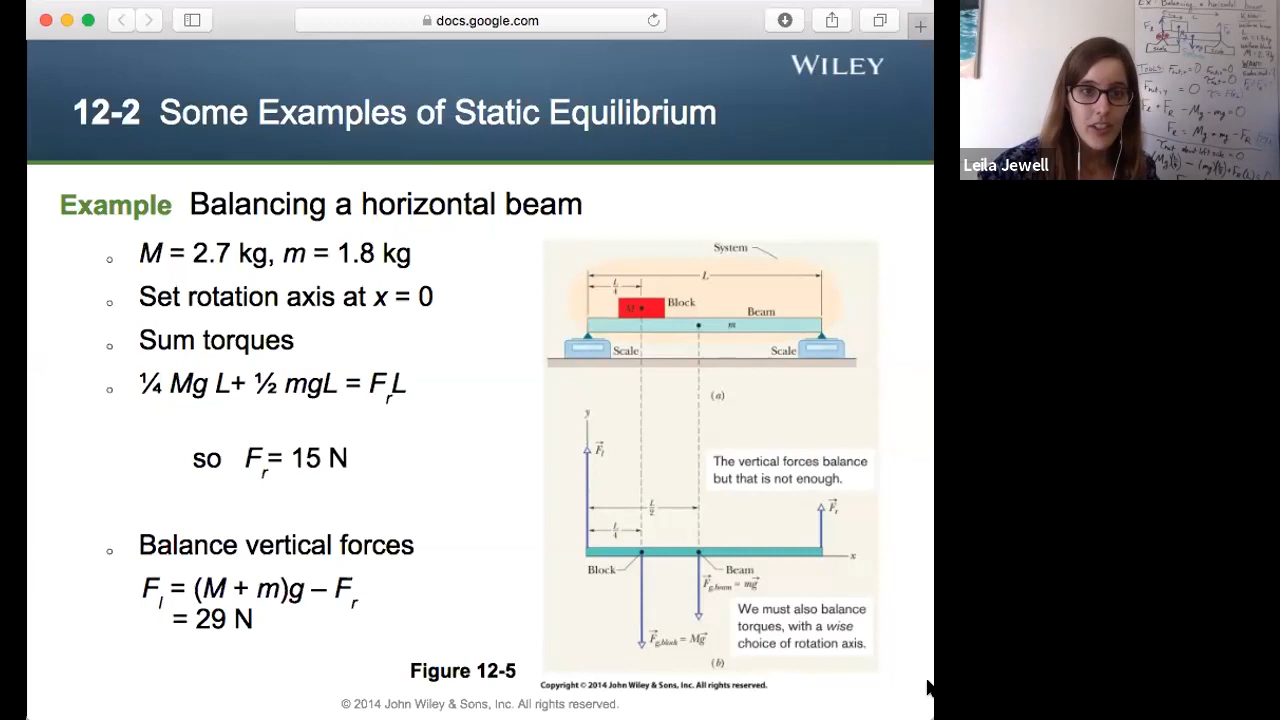 docs.google.com
WILEY
12-2 Some Examples of Static Equilibrium
Example Balancing a horizontal beam
M = 2.7 kg, m = 1.8 kg
Set rotation axis at x = 0
Sum torques
¼ Mg L+ ½ mgL = FrL
so Fr= 15 N
Balance vertical forces
Fl = (M + m)g – Fr
= 29 N
System
L
L/4
Block
Beam
m
Scale
Scale
(a)
y
Fl
The vertical forces balance
but that is not enough.
L/2
Fr
L/4
x
Block
Beam
Fg,beam = mg
We must also balance
torques, with a wise
choice of rotation axis.
Fg,block = Mg
(b)
Figure 12-5
Copyright © 2014 John Wiley & Sons, Inc. All rights reserved.
© 2014 John Wiley & Sons, Inc. All rights reserved.
Leila Jewell